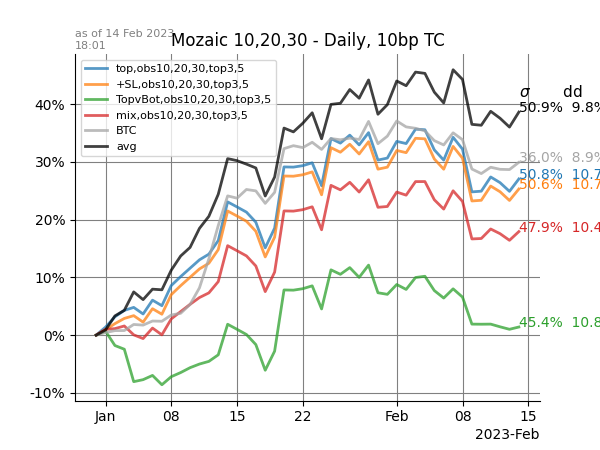 as of 14 Feb 2023
18:01
Mozaic 10,20,30 - Daily, 10bp TC
top,obs10,20,30,top3,5
+SL,obs10,20,30,top3,5
TopvBot,obs10,20,30,top3,5
mix,obs10,20,30,top3,5
BTC
avg
σ dd
50.9% 9.8%
36.0% 8.9%
50.8% 10.7
50.6% 10.7
47.9% 10.4
45.4% 10.8
40%
30%
20%
10%
0%
-10%
Jan 08 15 22 Feb 08 15
2023-Feb